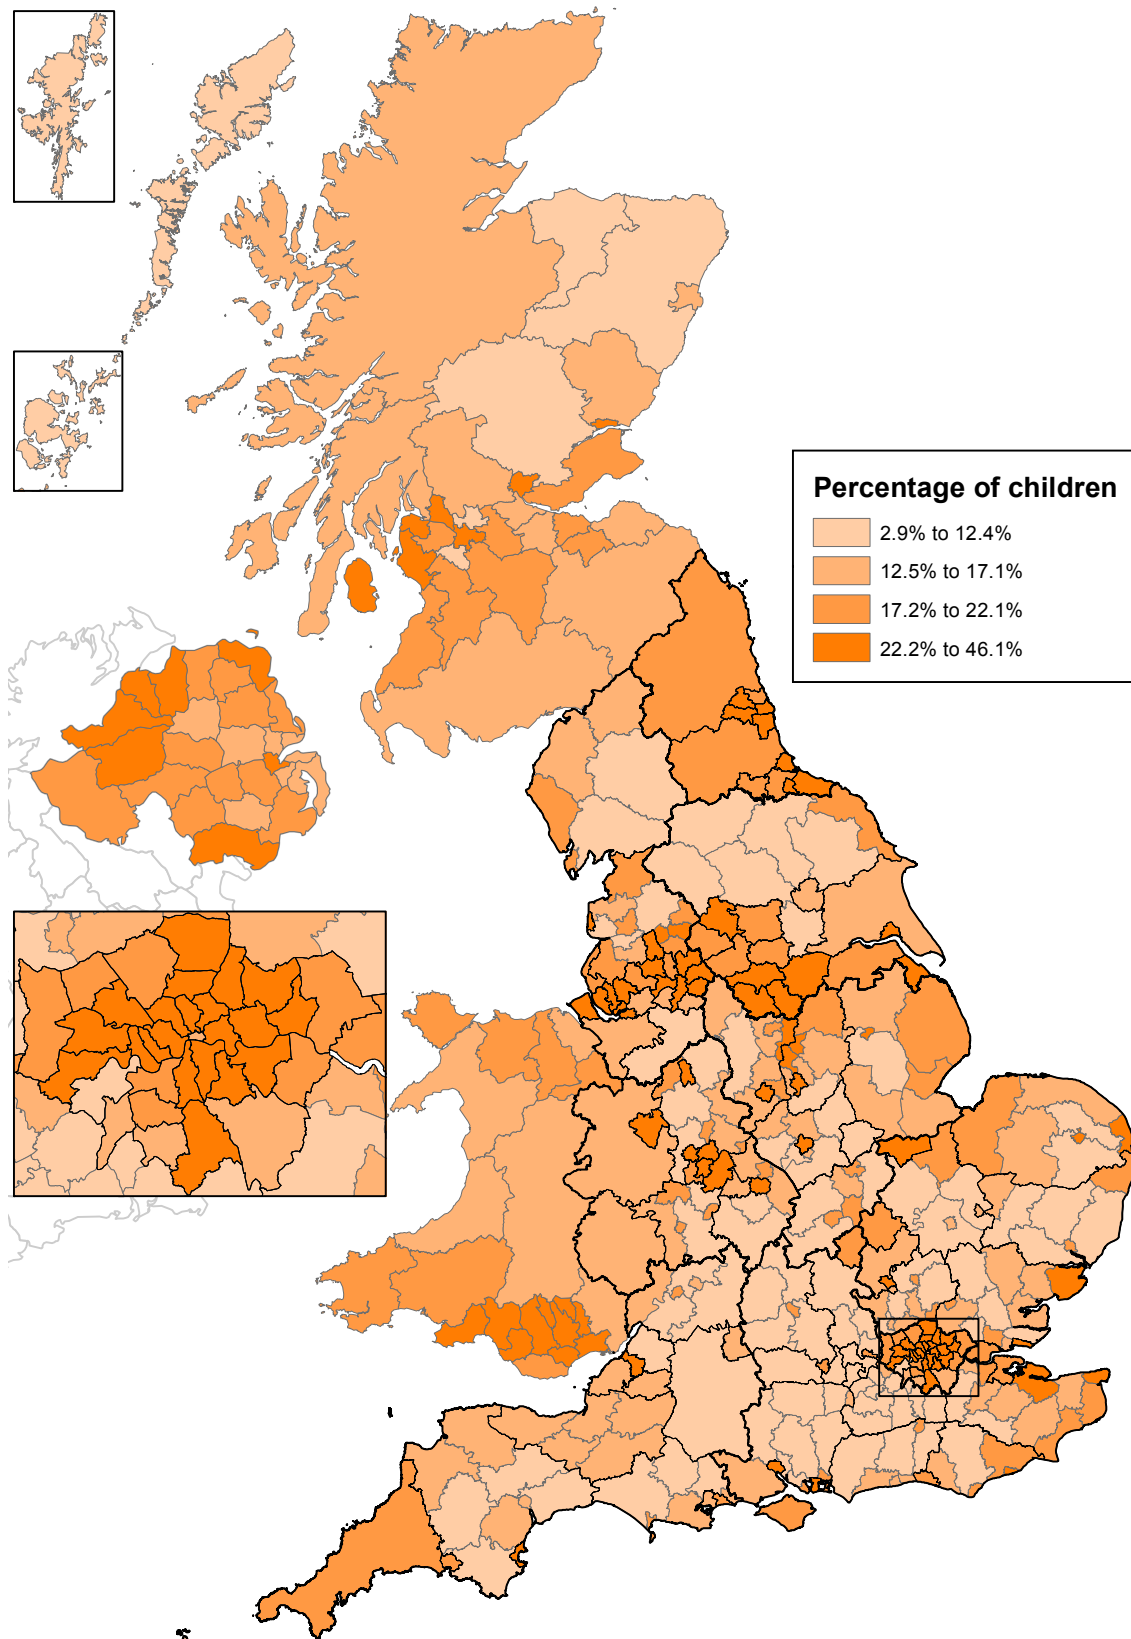 Percentage of children
2.9% to 12.4%
12.5% to 17.1%
17.2% to 22.1%
22.2% to 46.1%